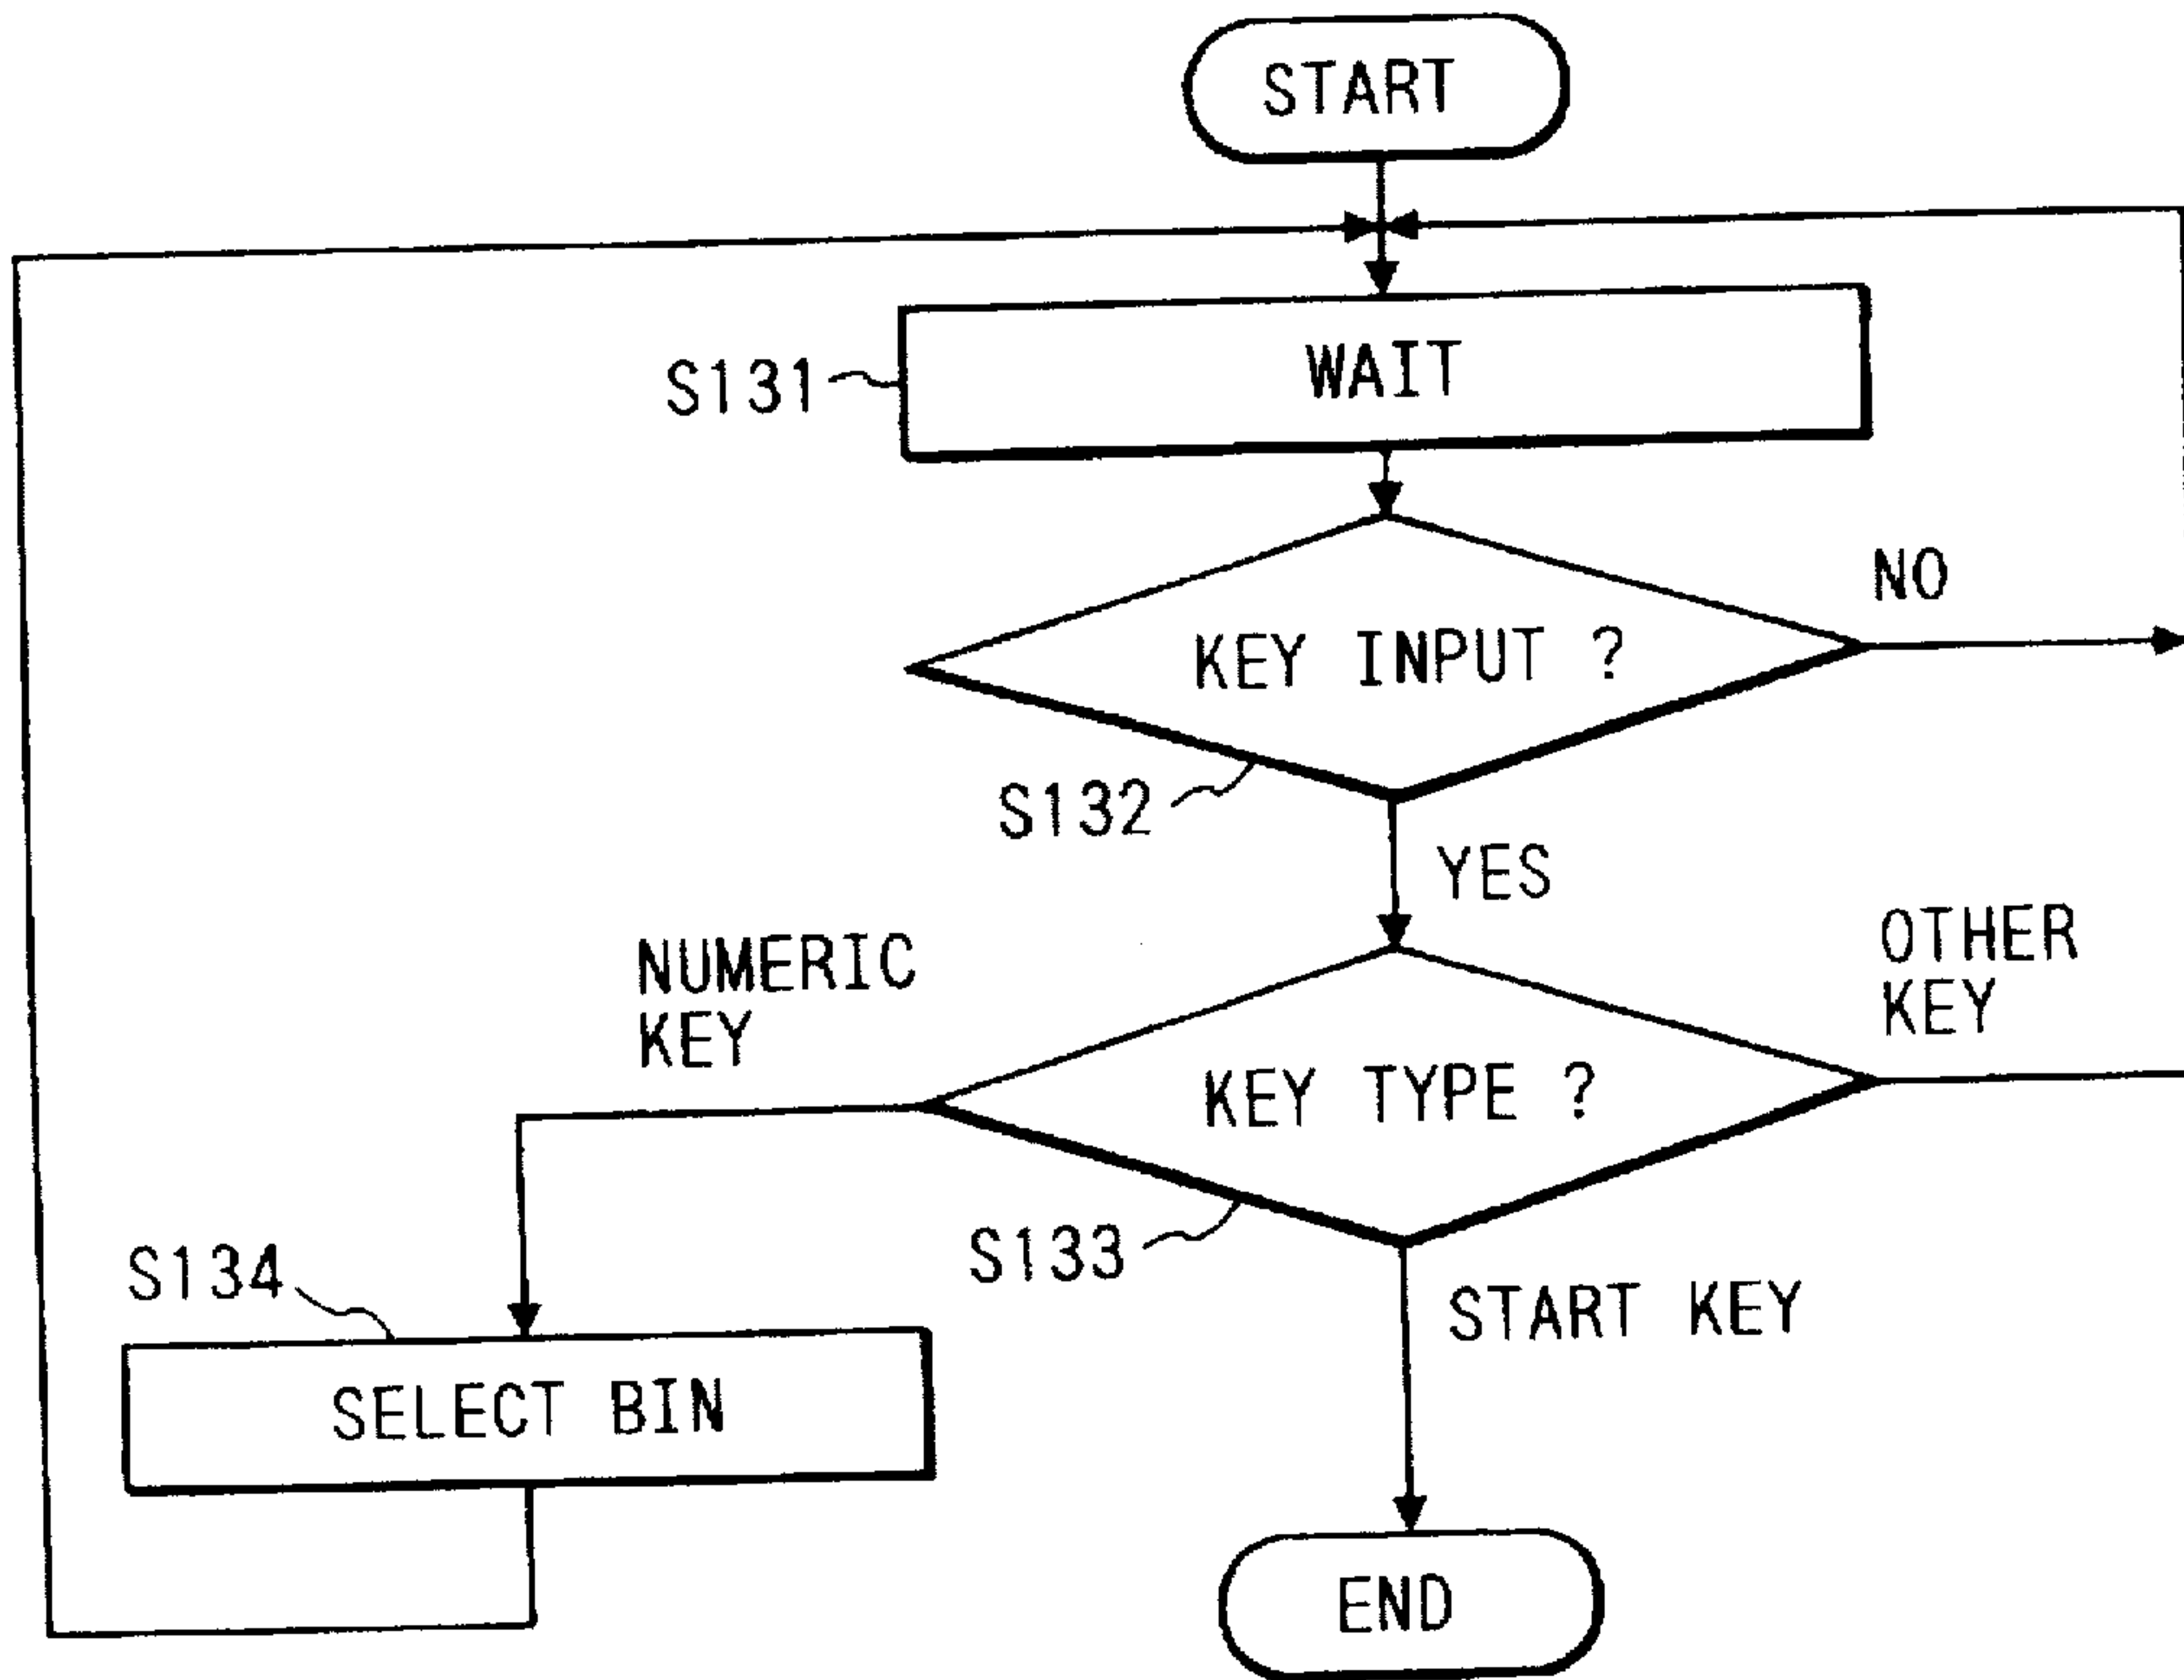 START
WAIT
S131
NO
KEY INPUT ?
S132
YES
NUMERIC
KEY
OTHER
KEY
KEY TYPE ?
S133
START KEY
S134
SELECT BIN
END